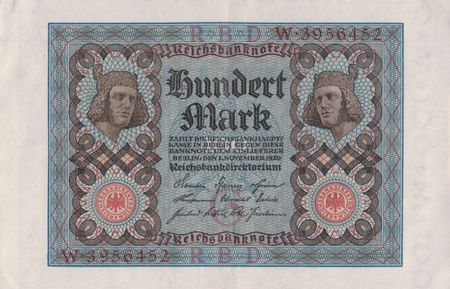 R·B·D
W·3956452
Reichsbanknote
Hundert
Mark
ZAHLT DIE REICHSBANKHAUPT
KASSE IN BERLIN GEGEN DIESE
BANKNOTE DEM EINLIEFERER
BERLIN, DEN 1. NOVEMBER 1920
Reichsbankdirektorium
Reichsbanknote
W·3956452
R·B·D